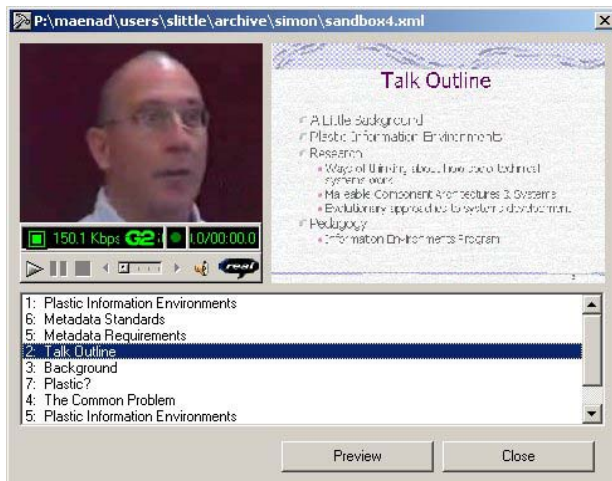 P:\maenad\users\slittle\archive\simon\sandbox4.xml
Talk Outline
A Little Background
Plastic Information Environments
Research
Ways of thinking about how socio technical
systems work
Maleable Component Architectures & Systems
Evolutionary approaches to systems development
Pedagogy
Information Environments Program
150.1 Kbps G2 .0/00:00.0
real
1: Plastic Information Environments
6: Metadata Standards
5: Metadata Requirements
2: Talk Outline
3: Background
7: Plastic?
4: The Common Problem
5: Plastic Information Environments
Preview
Close